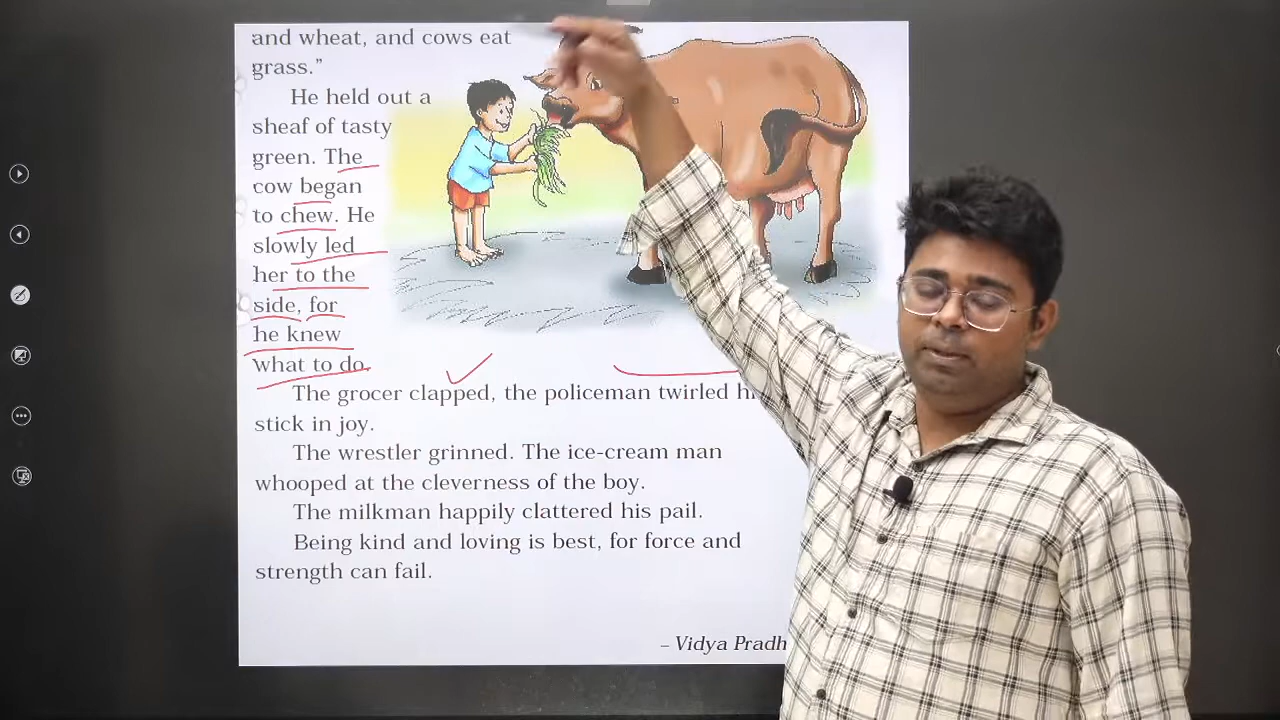 and wheat, and cows eat
grass.”
He held out a
sheaf of tasty
green. The
cow began
to chew. He
slowly led
her to the
side, for
he knew
what to do.
The grocer clapped, the policeman twirled
stick in joy.
The wrestler grinned. The ice-cream man
whooped at the cleverness of the boy.
The milkman happily clattered his pail.
Being kind and loving is best, for force and
strength can fail.
– Vidya